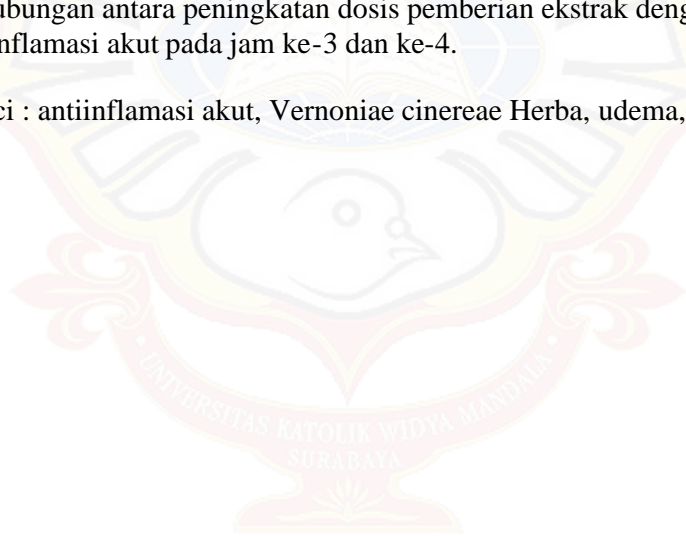 ubungan antara peningkatan dosis pemberian ekstrak deng
nflamasi akut pada jam ke-3 dan ke-4.
ci : antiinflamasi akut, Vernoniae cinereae Herba, udema,
UNIVERSITAS KATOLIK WIDYA MANDALA
SURABAYA